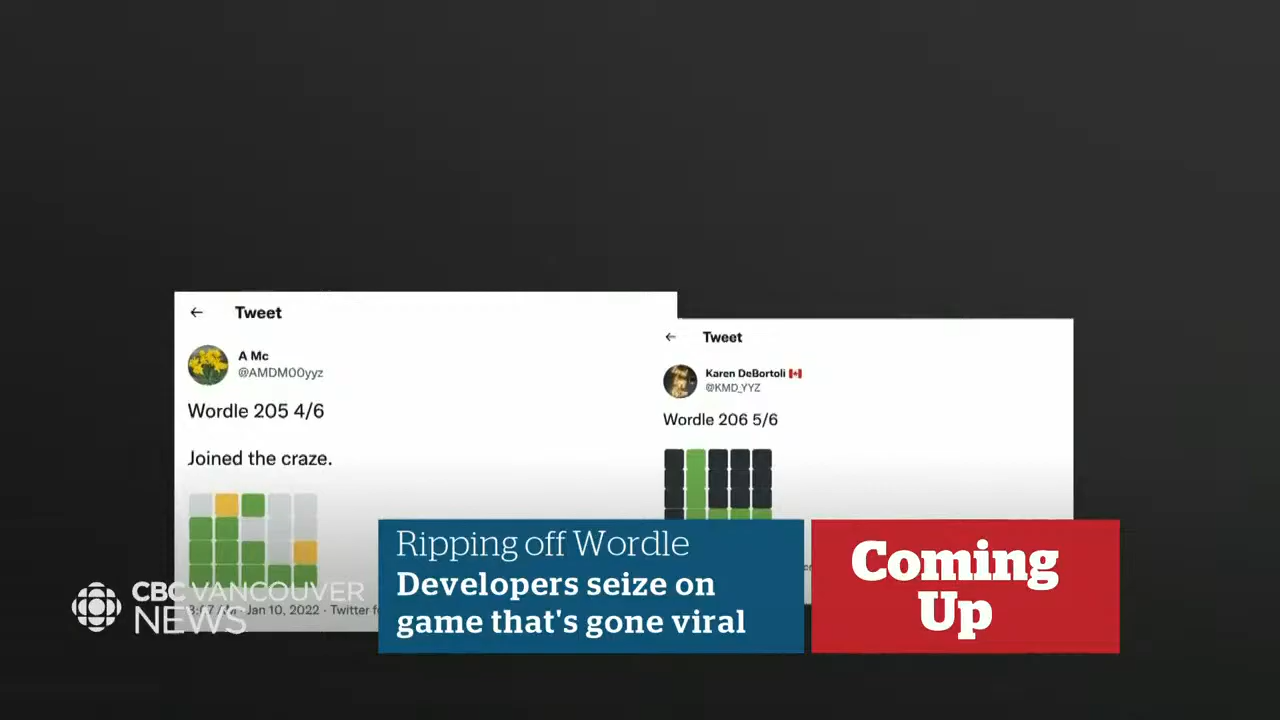 Tweet
A Mc
@AMDM00yyz
Wordle 205 4/6
Joined the craze.
Jan 10, 2022 · Twitter
Tweet
Karen DeBortoli
@KMD_YYZ
Wordle 206 5/6
Ripping off Wordle
Developers seize on
game that's gone viral
Coming
Up
CBC VANCOUVER
NEWS